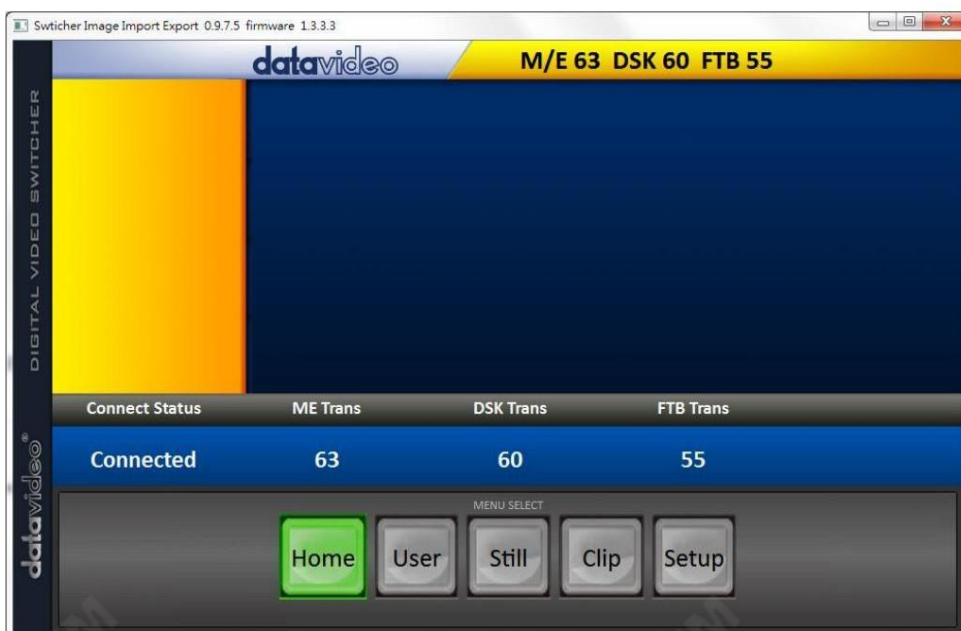 Swticher Image Import Export 0.9.7.5 firmware 1.3.3.3
datavideo
M/E 63 DSK 60 FTB 55
DIGITAL VIDEO SWITCHER
datavideo®
Connect Status ME Trans DSK Trans FTB Trans
Connected 63 60 55
MENU SELECT
Home User Still Clip Setup